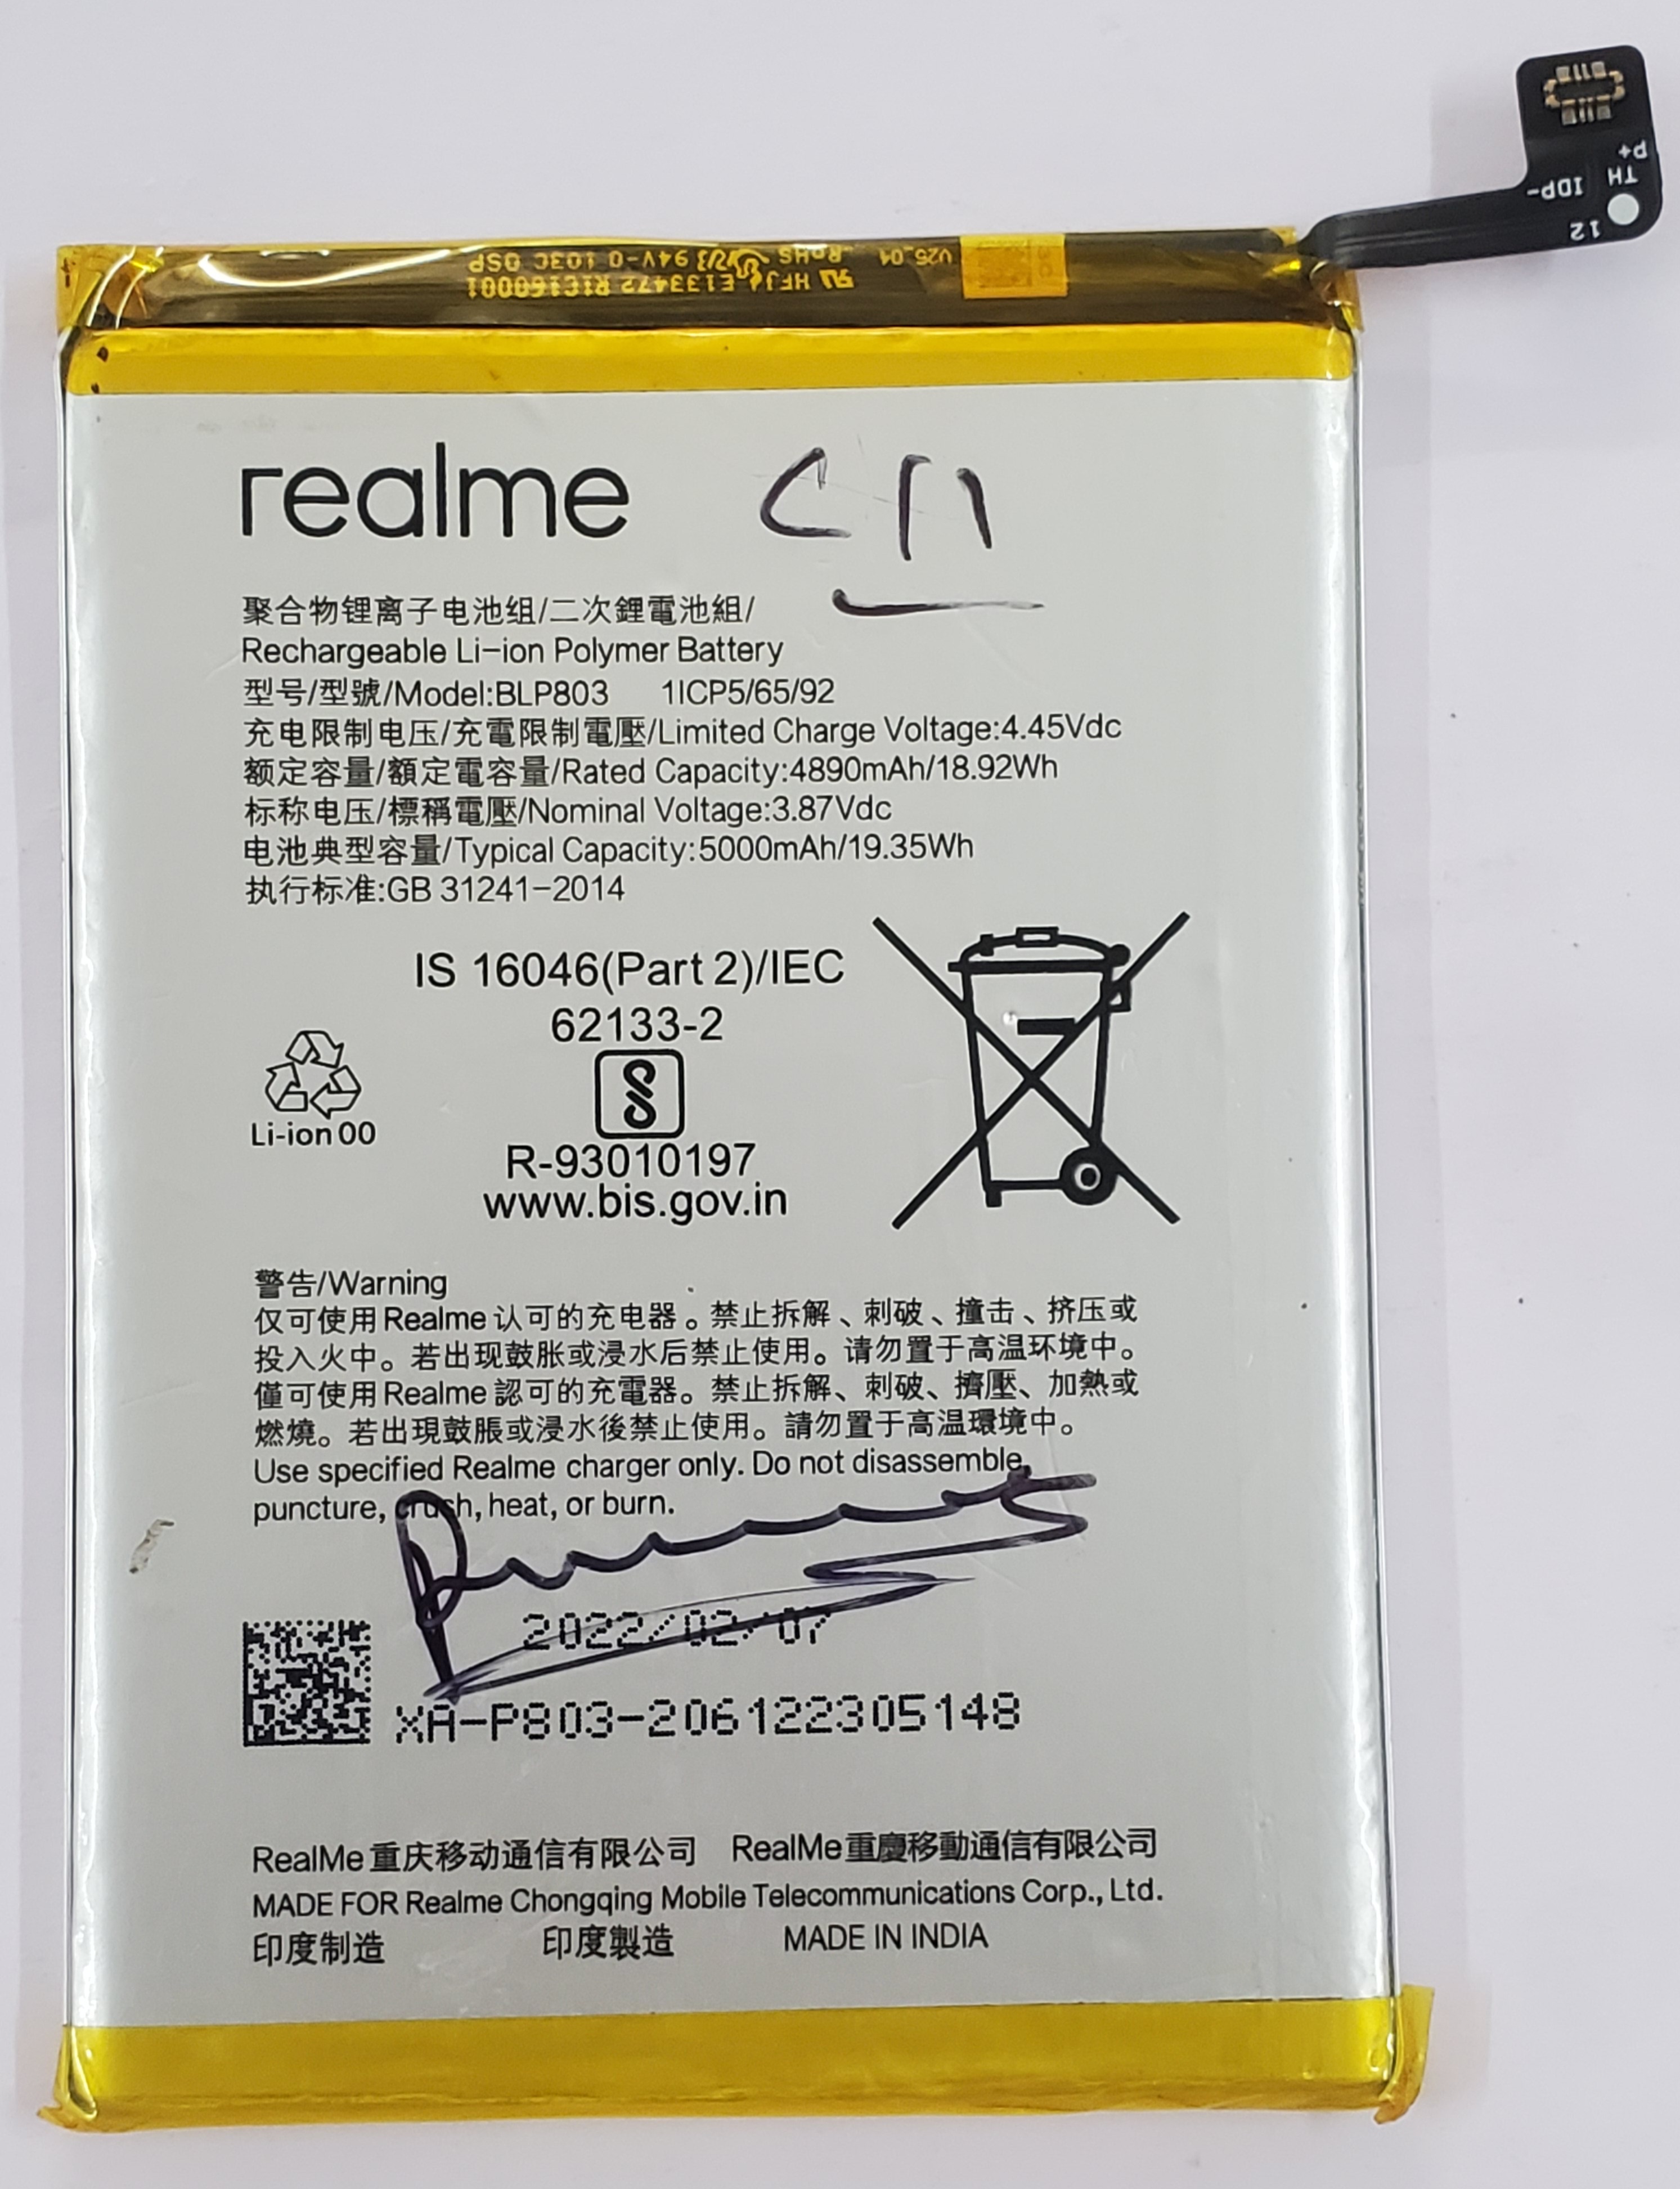 P+
TH IDP-
12
V26_01 RoHS 94V-0 103C OSP
HFJ E133472 R1C160001
realme C11
聚合物锂离子电池组/二次鋰電池組/
Rechargeable Li-ion Polymer Battery
型号/型號/Model:BLP803 1ICP5/65/92
充电限制电压/充電限制電壓/Limited Charge Voltage:4.45Vdc
额定容量/額定電容量/Rated Capacity:4890mAh/18.92Wh
标称电压/標稱電壓/Nominal Voltage:3.87Vdc
电池典型容量/Typical Capacity:5000mAh/19.35Wh
执行标准:GB 31241-2014
IS 16046(Part 2)/IEC
62133-2
R-93010197
www.bis.gov.in
Li-ion 00
警告/Warning
仅可使用Realme认可的充电器。禁止拆解、刺破、撞击、挤压或
投入火中。若出现鼓胀或浸水后禁止使用。请勿置于高温环境中。
僅可使用Realme認可的充電器。禁止拆解、刺破、擠壓、加熱或
燃燒。若出現鼓脹或浸水後禁止使用。請勿置于高温環境中。
Use specified Realme charger only. Do not disassemble,
puncture, crush, heat, or burn.
2022/02/07
XA-P803-206122305148
RealMe重庆移动通信有限公司 RealMe重慶移動通信有限公司
MADE FOR Realme Chongqing Mobile Telecommunications Corp., Ltd.
印度制造 印度製造 MADE IN INDIA